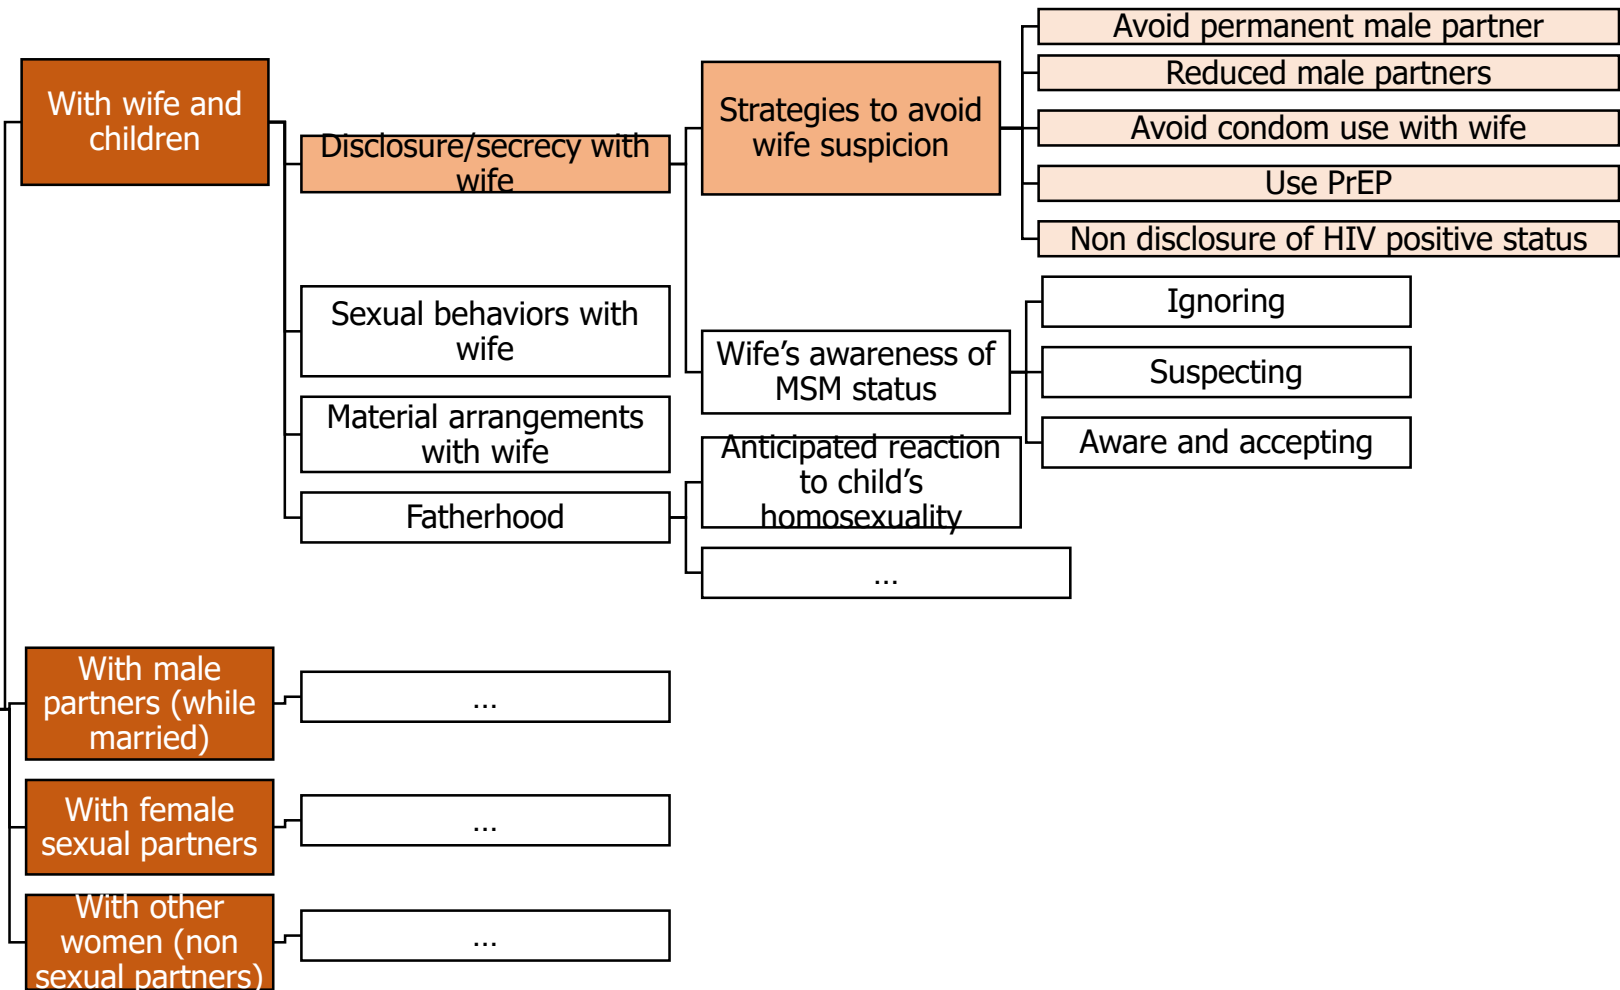 With wife and
children
Disclosure/secrecy with
wife
Strategies to avoid
wife suspicion
Avoid permanent male partner
Reduced male partners
Avoid condom use with wife
Use PrEP
Non disclosure of HIV positive status
Sexual behaviors with
wife
Wife’s awareness of
MSM status
Ignoring
Suspecting
Aware and accepting
Material arrangements
with wife
Fatherhood
Anticipated reaction
to child’s
homosexuality
...
With male
partners (while
married)
...
With female
sexual partners
...
With other
women (non
sexual partners)
...